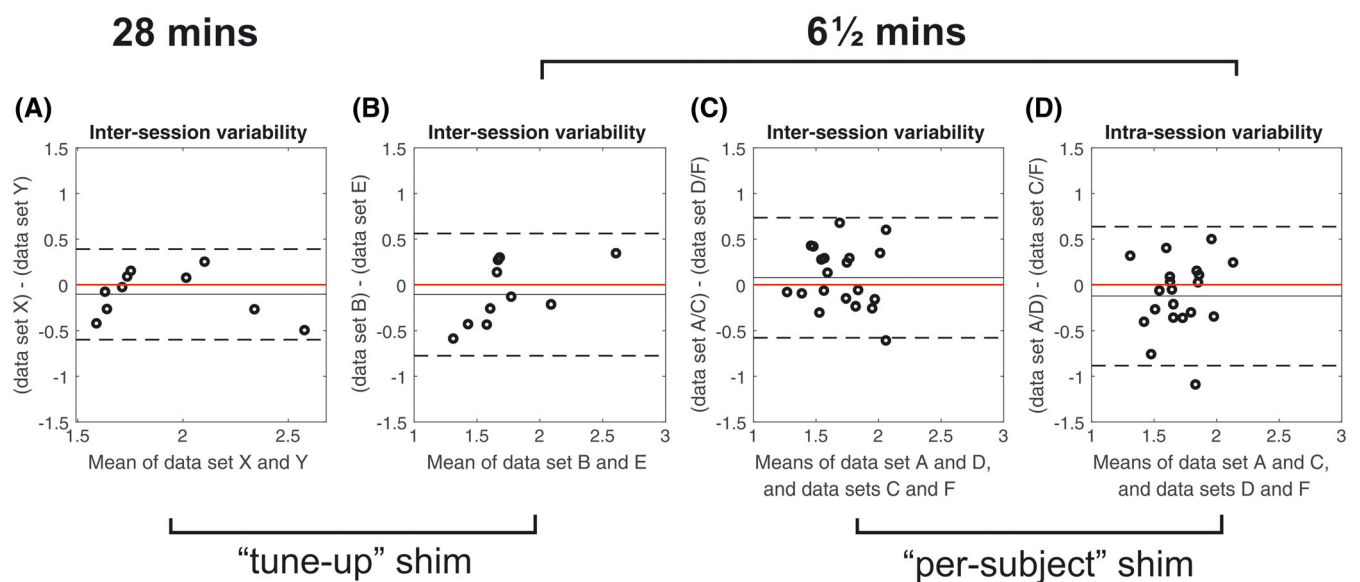 28 mins
6½ mins
(A)
Inter-session variability
1.5
1
0.5
0
-0.5
-1
-1.5
1.5
2
2.5
(data set X) - (data set Y)
Mean of data set X and Y
(B)
Inter-session variability
1.5
1
0.5
0
-0.5
-1
-1.5
1
1.5
2
2.5
3
(data set B) - (data set E)
Mean of data set B and E
(C)
Inter-session variability
1.5
1
0.5
0
-0.5
-1
-1.5
1
1.5
2
2.5
3
(data set A/C) - (data set D/F)
Means of data set A and D,
and data sets C and F
(D)
Intra-session variability
1.5
1
0.5
0
-0.5
-1
-1.5
1
1.5
2
2.5
3
(data set A/D) - (data set C/F)
Means of data set A and C,
and data sets D and F
“tune-up” shim
“per-subject” shim